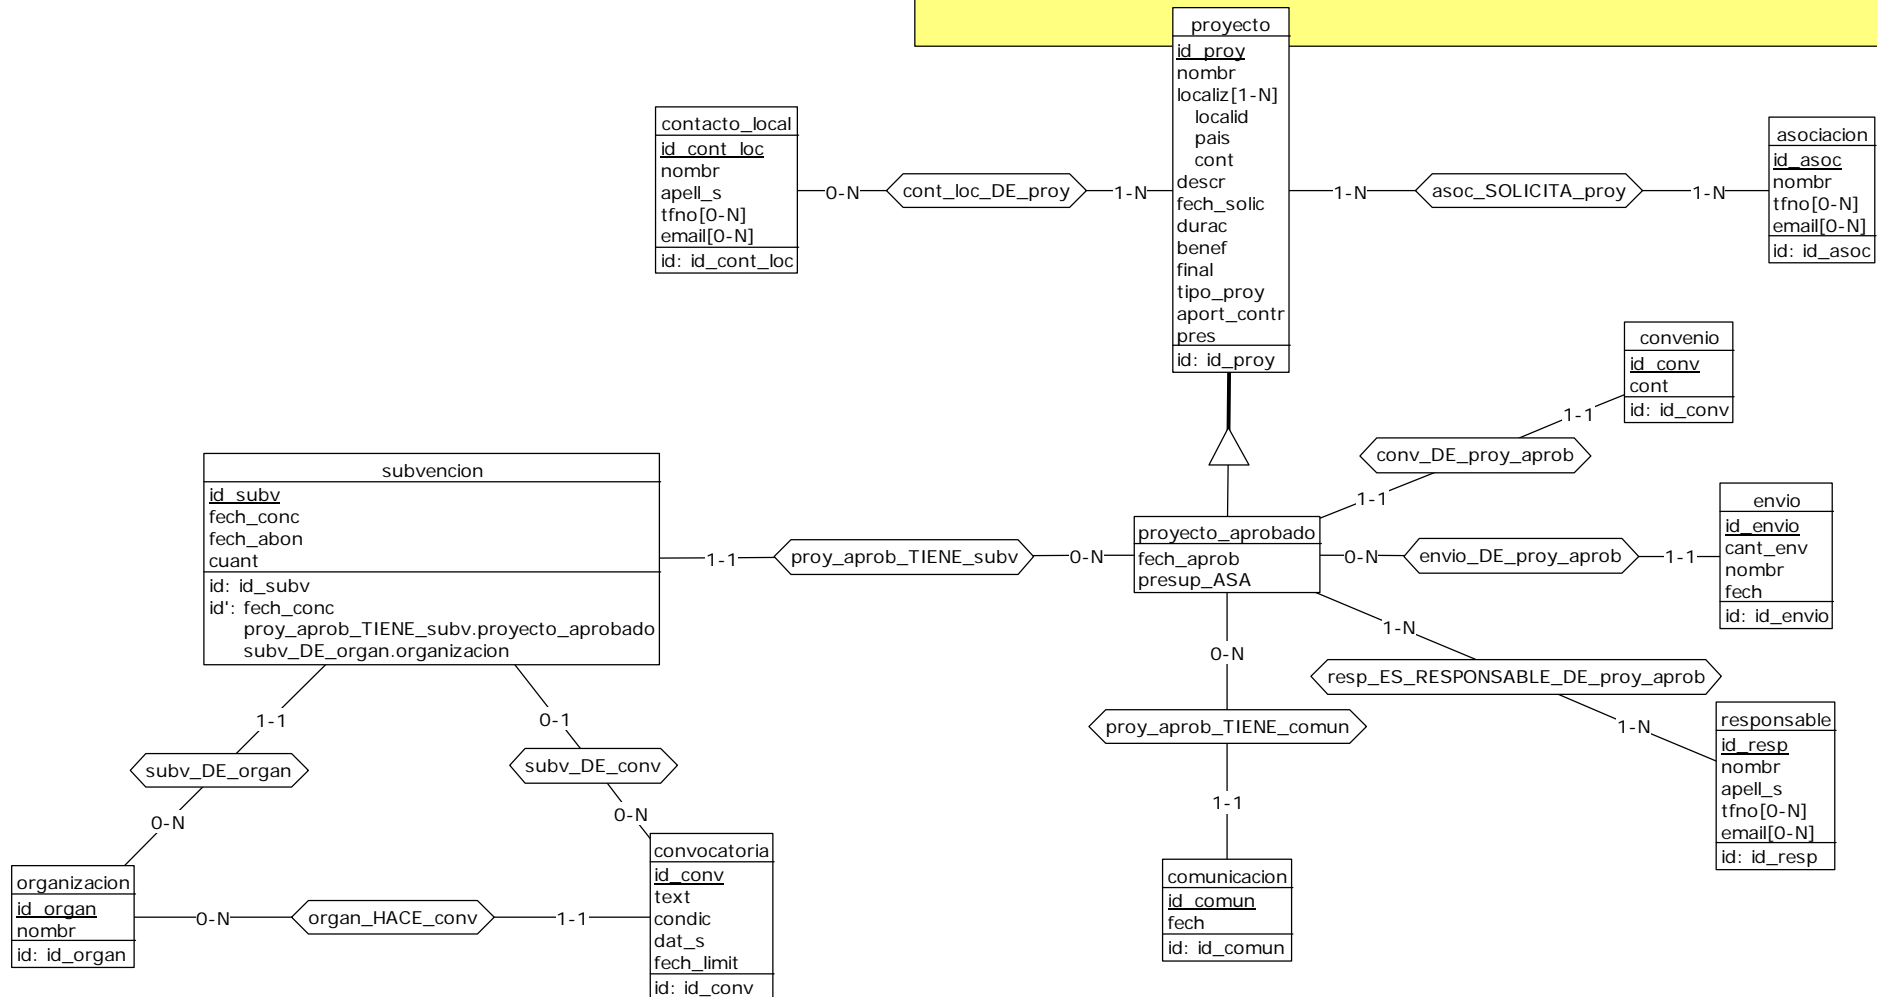 proyecto
id_proy
nombr
localiz[1-N]
localid
pais
cont
descr
fech_solic
durac
benef
final
tipo_proy
aport_contr
pres
id: id_proy
contacto_local
id_cont_loc
nombr
apell_s
tfno[0-N]
email[0-N]
id: id_cont_loc
0-N
cont_loc_DE_proy
1-N
1-N
asoc_SOLICITA_proy
1-N
asociacion
id_asoc
nombr
tfno[0-N]
email[0-N]
id: id_asoc
convenio
id_conv
cont
id: id_conv
1-1
conv_DE_proy_aprob
1-1
subvencion
id_subv
fech_conc
fech_abon
cuant
id: id_subv
id': fech_conc
proy_aprob_TIENE_subv.proyecto_aprobado
subv_DE_organ.organizacion
1-1
proy_aprob_TIENE_subv
0-N
proyecto_aprobado
fech_aprob
presup_ASA
0-N
envio_DE_proy_aprob
1-1
envio
id_envio
cant_env
nombr
fech
id: id_envio
1-N
resp_ES_RESPONSABLE_DE_proy_aprob
1-N
responsable
id_resp
nombr
apell_s
tfno[0-N]
email[0-N]
id: id_resp
0-N
proy_aprob_TIENE_comun
1-1
comunicacion
id_comun
fech
id: id_comun
1-1
subv_DE_organ
0-N
0-1
subv_DE_conv
0-N
organizacion
id_organ
nombr
id: id_organ
0-N
organ_HACE_conv
1-1
convocatoria
id_conv
text
condic
dat_s
fech_limit
id: id_conv